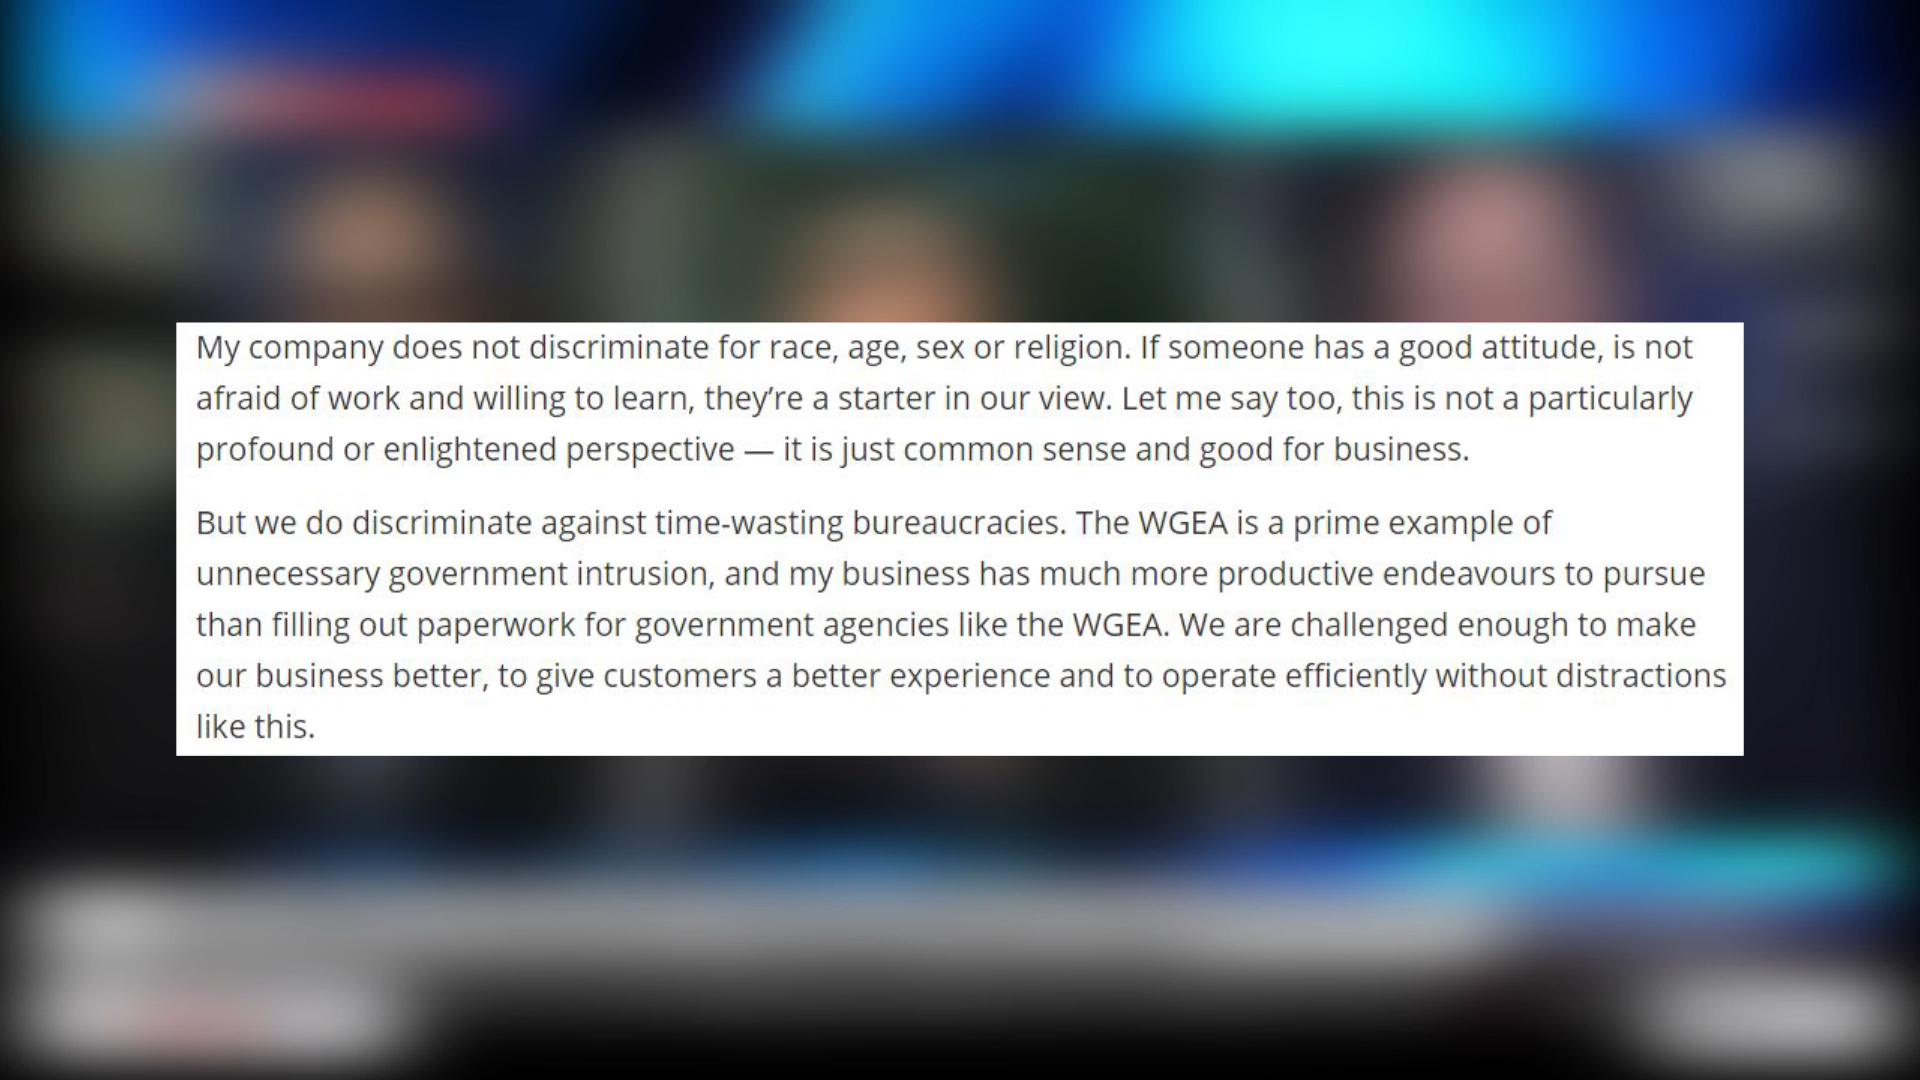 My company does not discriminate for race, age, sex or religion. If someone has a good attitude, is not
afraid of work and willing to learn, they’re a starter in our view. Let me say too, this is not a particularly
profound or enlightened perspective — it is just common sense and good for business.
But we do discriminate against time-wasting bureaucracies. The WGEA is a prime example of
unnecessary government intrusion, and my business has much more productive endeavours to pursue
than filling out paperwork for government agencies like the WGEA. We are challenged enough to make
our business better, to give customers a better experience and to operate efficiently without distractions
like this.